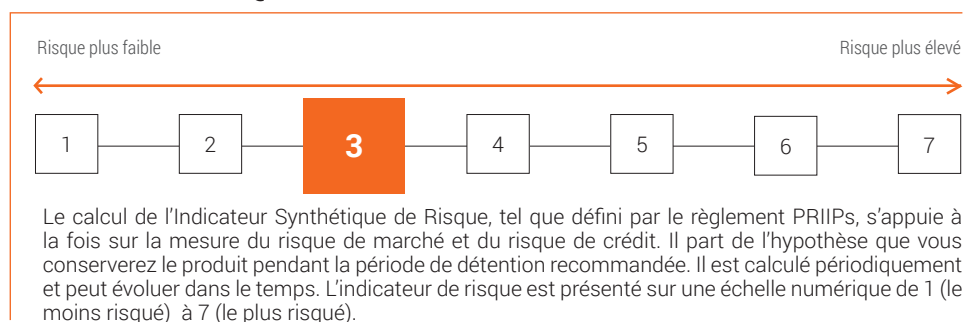 Risque plus faible Risque plus élevé
1 2 3 4 5 6 7
Le calcul de l'Indicateur Synthétique de Risque, tel que défini par le règlement PRIIPs, s'appuie à
la fois sur la mesure du risque de marché et du risque de crédit. Il part de l'hypothèse que vous
conserverez le produit pendant la période de détention recommandée. Il est calculé périodiquement
et peut évoluer dans le temps. L'indicateur de risque est présenté sur une échelle numérique de 1 (le
moins risqué) à 7 (le plus risqué).